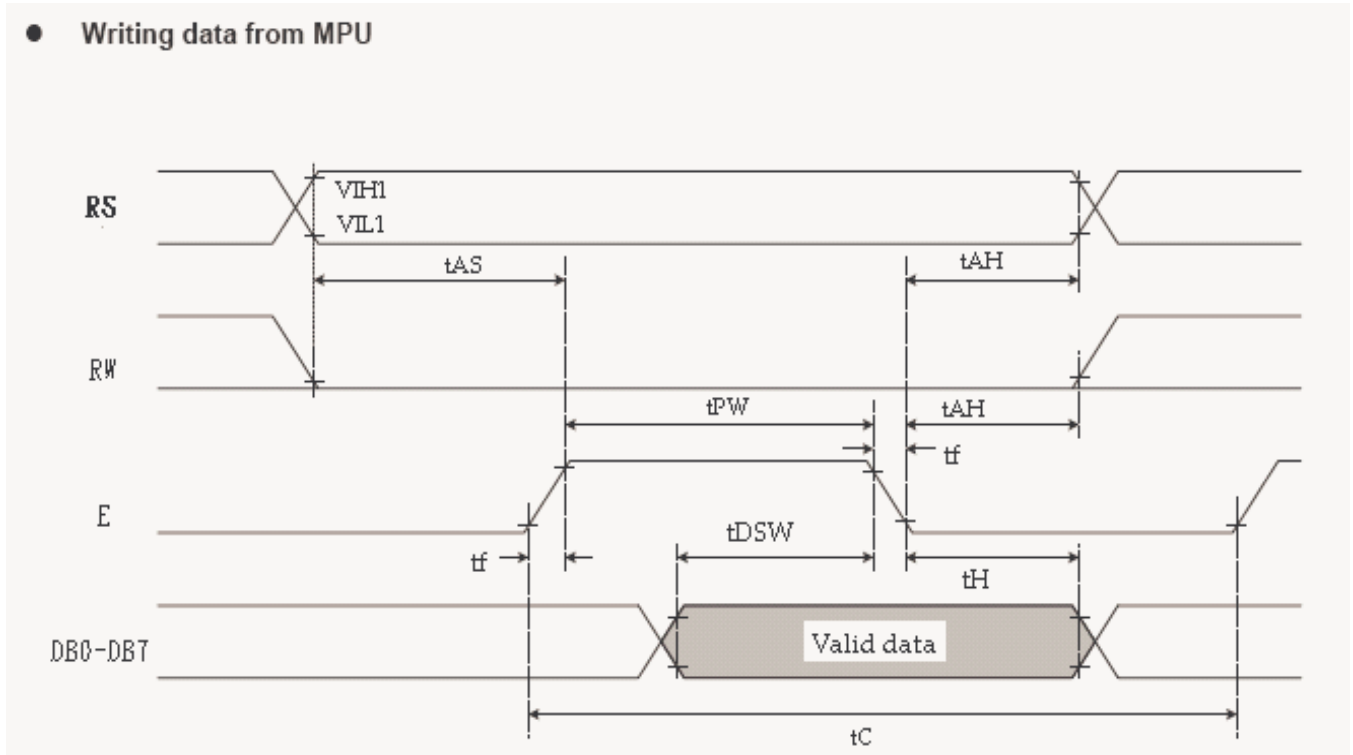 ● Writing data from MPU
RS
VIH1
VIL1
tAS
tAH
RW
tPW
tAH
tf
E
tDSW
tf
tH
DB0-DB7
Valid data
tC